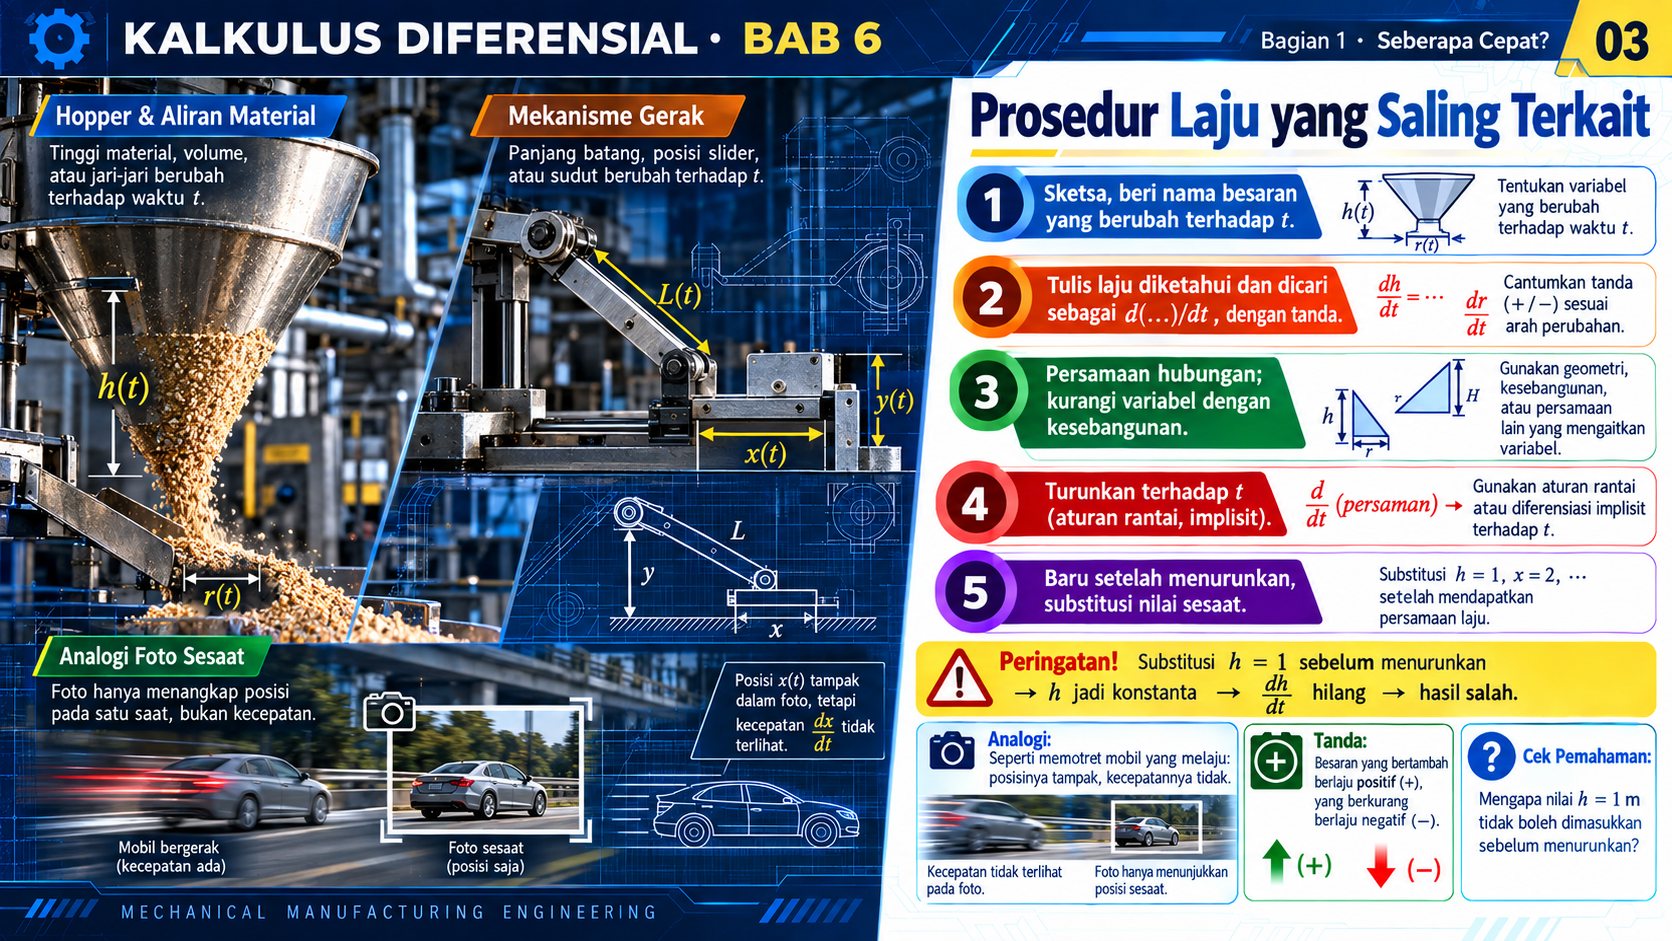 KALKULUS DIFERENSIAL • BAB 6
Bagian 1 • Seberapa Cepat?
03
Hopper & Aliran Material
Tinggi material, volume,
atau jari-jari berubah
terhadap waktu t.
h(t)
r(t)
Mekanisme Gerak
Panjang batang, posisi slider,
atau sudut berubah terhadap t.
L(t)
y(t)
x(t)
L
y
x
Analogi Foto Sesaat
Foto hanya menangkap posisi
pada satu saat, bukan kecepatan.
Mobil bergerak
(kecepatan ada)
Foto sesaat
(posisi saja)
Posisi x(t) tampak
dalam foto, tetapi
kecepatan dx/dt tidak
terlihat.
MECHANICAL MANUFACTURING ENGINEERING
Prosedur Laju yang Saling Terkait
1
Sketsa, beri nama besaran
yang berubah terhadap t.
h(t)
r(t)
Tentukan variabel
yang berubah
terhadap waktu t.
2
Tulis laju diketahui dan dicari
sebagai d(...)/dt , dengan tanda.
dh/dt = ... dr/dt
Cantumkan tanda
(+/−) sesuai
arah perubahan.
3
Persamaan hubungan;
kurangi variabel dengan
kesebangunan.
h
r
r
H
Gunakan geometri,
kesebangunan,
atau persamaan
lain yang mengaitkan
variabel.
4
Turunkan terhadap t
(aturan rantai, implisit).
d/dt (persaman) →
Gunakan aturan rantai
atau diferensiasi implisit
terhadap t.
5
Baru setelah menurunkan,
substitusi nilai sesaat.
Substitusi h = 1, x = 2, ...
setelah mendapatkan
persamaan laju.
Peringatan! Substitusi h = 1 sebelum menurunkan
→ h jadi konstanta → dh/dt hilang → hasil salah.
Analogi:
Seperti memotret mobil yang melaju:
posisinya tampak, kecepatannya tidak.
Kecepatan tidak terlihat
pada foto.
Foto hanya menunjukkan
posisi sesaat.
Tanda:
Besaran yang bertambah
berlaju positif (+),
yang berkurang
berlaju negatif (−).
(+)
(−)
?
Cek Pemahaman:
Mengapa nilai h = 1 m
tidak boleh dimasukkan
sebelum menurunkan?